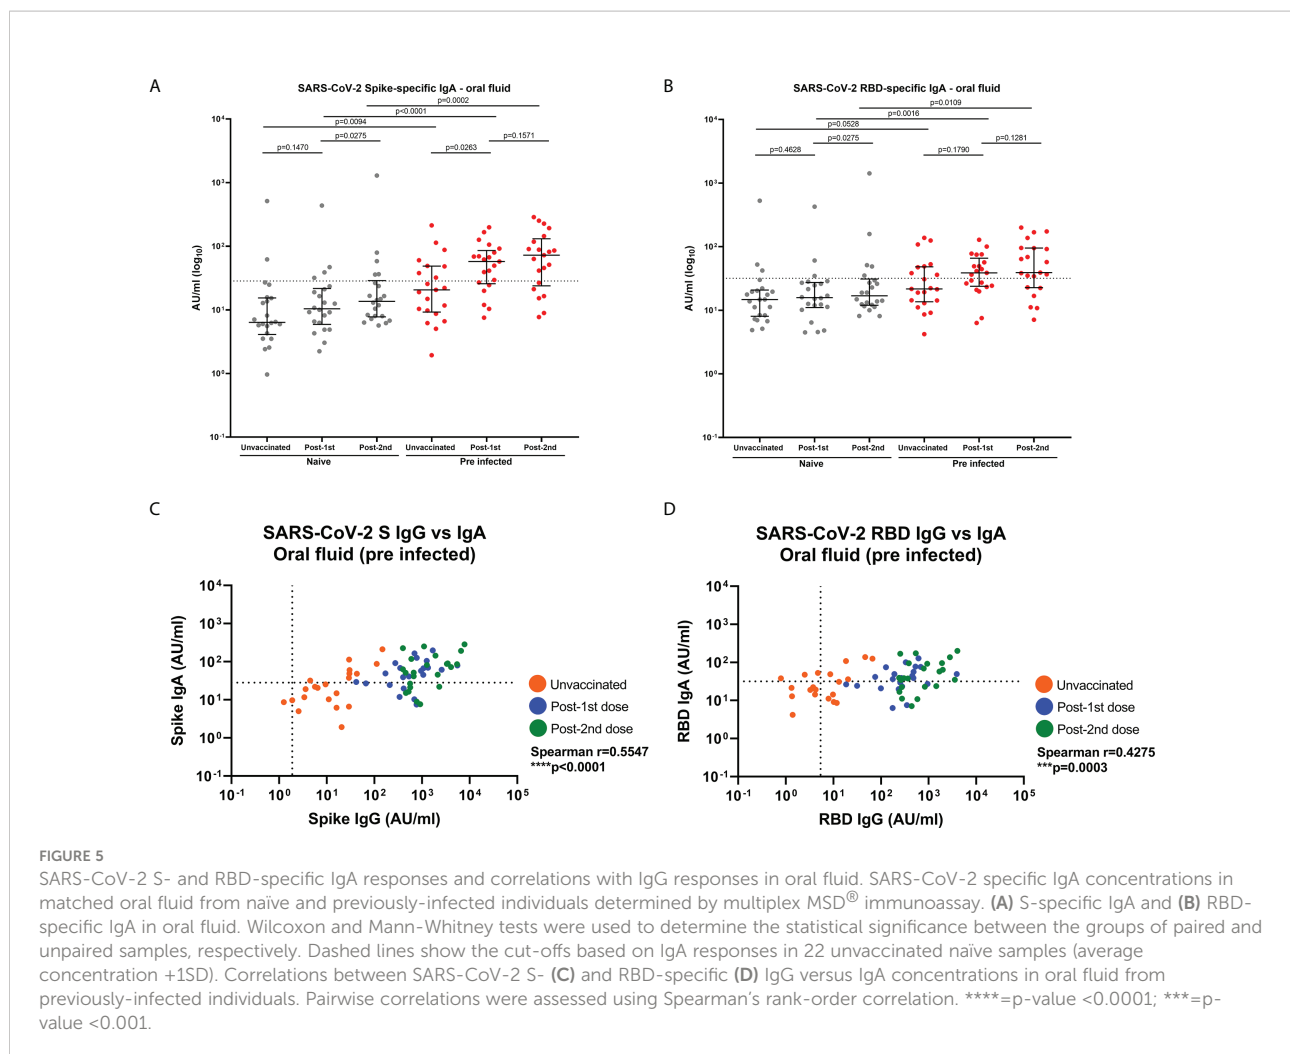 A
SARS-CoV-2 Spike-specific IgA - oral fluid
p=0.0002
p<0.0001
p=0.0094
p=0.0275
p=0.1571
p=0.1470
p=0.0263
AU/ml (log10)
10⁴
10³
10²
10¹
10⁰
10⁻¹
Unvaccinated Post-1st Post-2nd Unvaccinated Post-1st Post-2nd
Naive Pre infected
B
SARS-CoV-2 RBD-specific IgA - oral fluid
p=0.0109
p=0.0016
p=0.0528
p=0.0275
p=0.1281
p=0.4628
p=0.1790
AU/ml (log10)
10⁴
10³
10²
10¹
10⁰
10⁻¹
Unvaccinated Post-1st Post-2nd Unvaccinated Post-1st Post-2nd
Naive Pre infected
C
SARS-CoV-2 S IgG vs IgA
Oral fluid (pre infected)
Spike IgA (AU/ml)
10⁴
10³
10²
10¹
10⁰
10⁻¹
10⁻¹ 10⁰ 10¹ 10² 10³ 10⁴ 10⁵
Spike IgG (AU/ml)
Unvaccinated
Post-1st dose
Post-2nd dose
Spearman r=0.5547
****p<0.0001
D
SARS-CoV-2 RBD IgG vs IgA
Oral fluid (pre infected)
RBD IgA (AU/ml)
10⁴
10³
10²
10¹
10⁰
10⁻¹
10⁻¹ 10⁰ 10¹ 10² 10³ 10⁴ 10⁵
RBD IgG (AU/ml)
Unvaccinated
Post-1st dose
Post-2nd dose
Spearman r=0.4275
***p=0.0003
FIGURE 5
SARS-CoV-2 S- and RBD-specific IgA responses and correlations with IgG responses in oral fluid. SARS-CoV-2 specific IgA concentrations in
matched oral fluid from naïve and previously-infected individuals determined by multiplex MSD® immunoassay. (A) S-specific IgA and (B) RBD-
specific IgA in oral fluid. Wilcoxon and Mann-Whitney tests were used to determine the statistical significance between the groups of paired and
unpaired samples, respectively. Dashed lines show the cut-offs based on IgA responses in 22 unvaccinated naïve samples (average
concentration +1SD). Correlations between SARS-CoV-2 S- (C) and RBD-specific (D) IgG versus IgA concentrations in oral fluid from
previously-infected individuals. Pairwise correlations were assessed using Spearman's rank-order correlation. ****=p-value <0.0001; ***=p-
value <0.001.